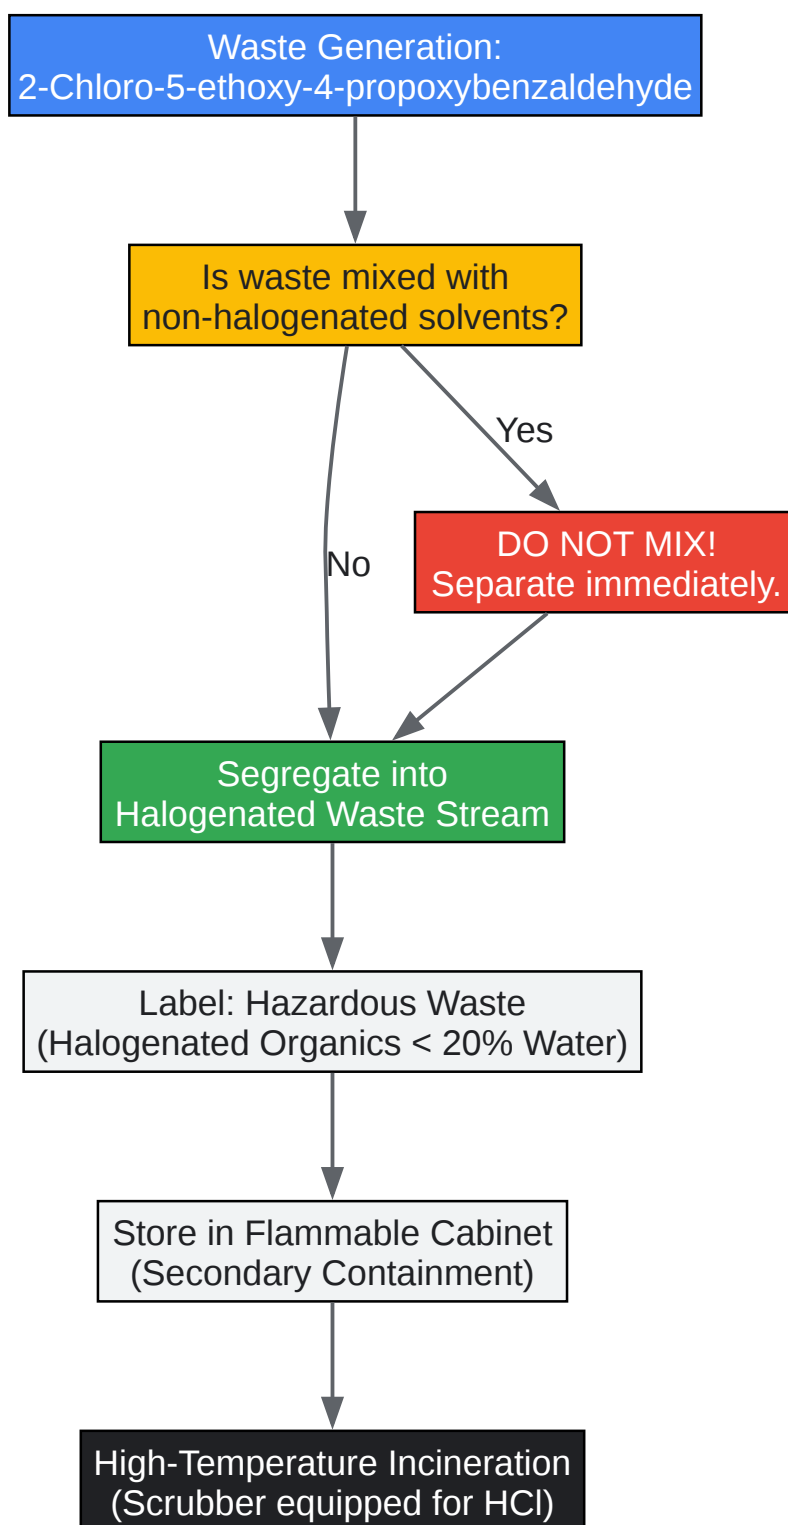 Waste Generation:
2-Chloro-5-ethoxy-4-propoxybenzaldehyde
Is waste mixed with
non-halogenated solvents?
Yes
DO NOT MIX!
Separate immediately.
No
Segregate into
Halogenated Waste Stream
Label: Hazardous Waste
(Halogenated Organics < 20% Water)
Store in Flammable Cabinet
(Secondary Containment)
High-Temperature Incineration
(Scrubber equipped for HCl)